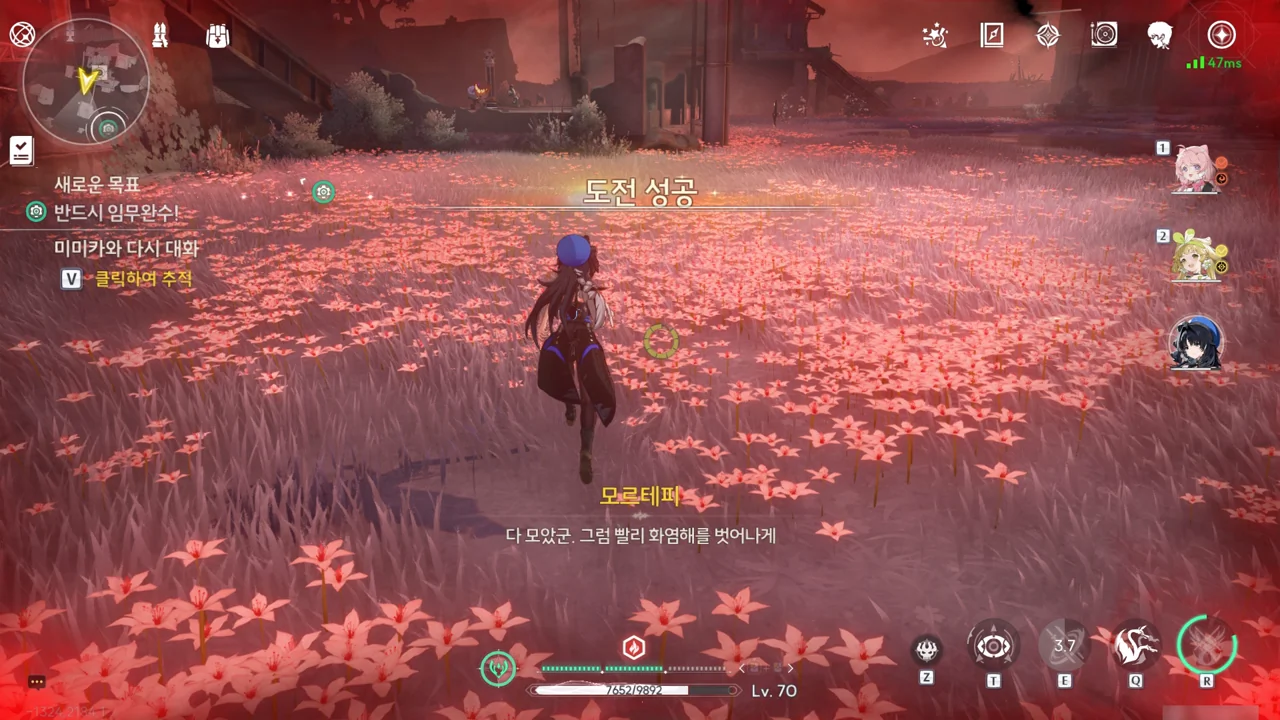 47ms
1
새로운 목표
반드시 임무완수!
도전 성공
2
미미카와 다시 대화
V 클릭하여 추적
모르테피
다 모았군. 그럼 빨리 화염해를 벗어나게
3.7
7652/9892
Lv. 70
Z
T
E
Q
R